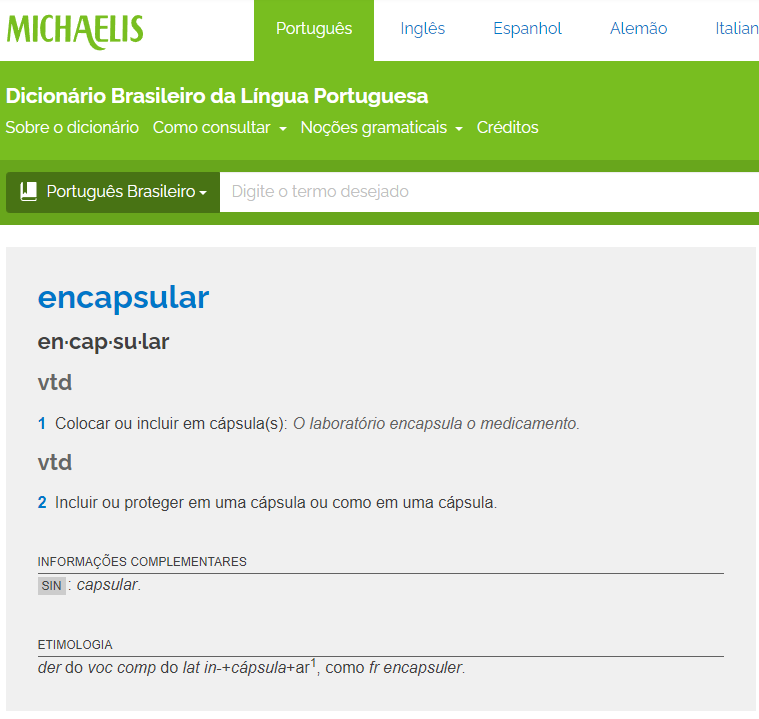 MICHAELIS
Português Inglês Espanhol Alemão Italian
Dicionário Brasileiro da Língua Portuguesa
Sobre o dicionário Como consultar Noções gramaticais Créditos
Português Brasileiro Digite o termo desejado
encapsular
en·cap·su·lar
vtd
1 Colocar ou incluir em cápsula(s): O laboratório encapsula o medicamento.
vtd
2 Incluir ou proteger em uma cápsula ou como em uma cápsula.
INFORMAÇÕES COMPLEMENTARES
SIN : capsular.
ETIMOLOGIA
der do voc comp do lat in-+cápsula+ar1, como fr encapsuler.